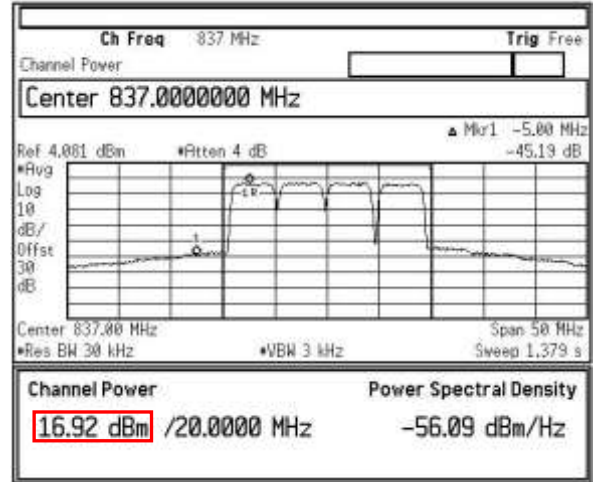 Ch Freq 837 MHz Trig Free
Channel Power
Center 837.0000000 MHz
Δ Mkr1 -5.00 MHz
Ref 4.081 dBm *Atten 4 dB -45.19 dB
*Avg
Log
10
dB/
Offst
30
dB
1R
1
Center 837.00 MHz Span 50 MHz
*Res BW 30 kHz *VBW 3 kHz Sweep 1.379 s
Channel Power Power Spectral Density
16.92 dBm /20.0000 MHz -56.09 dBm/Hz